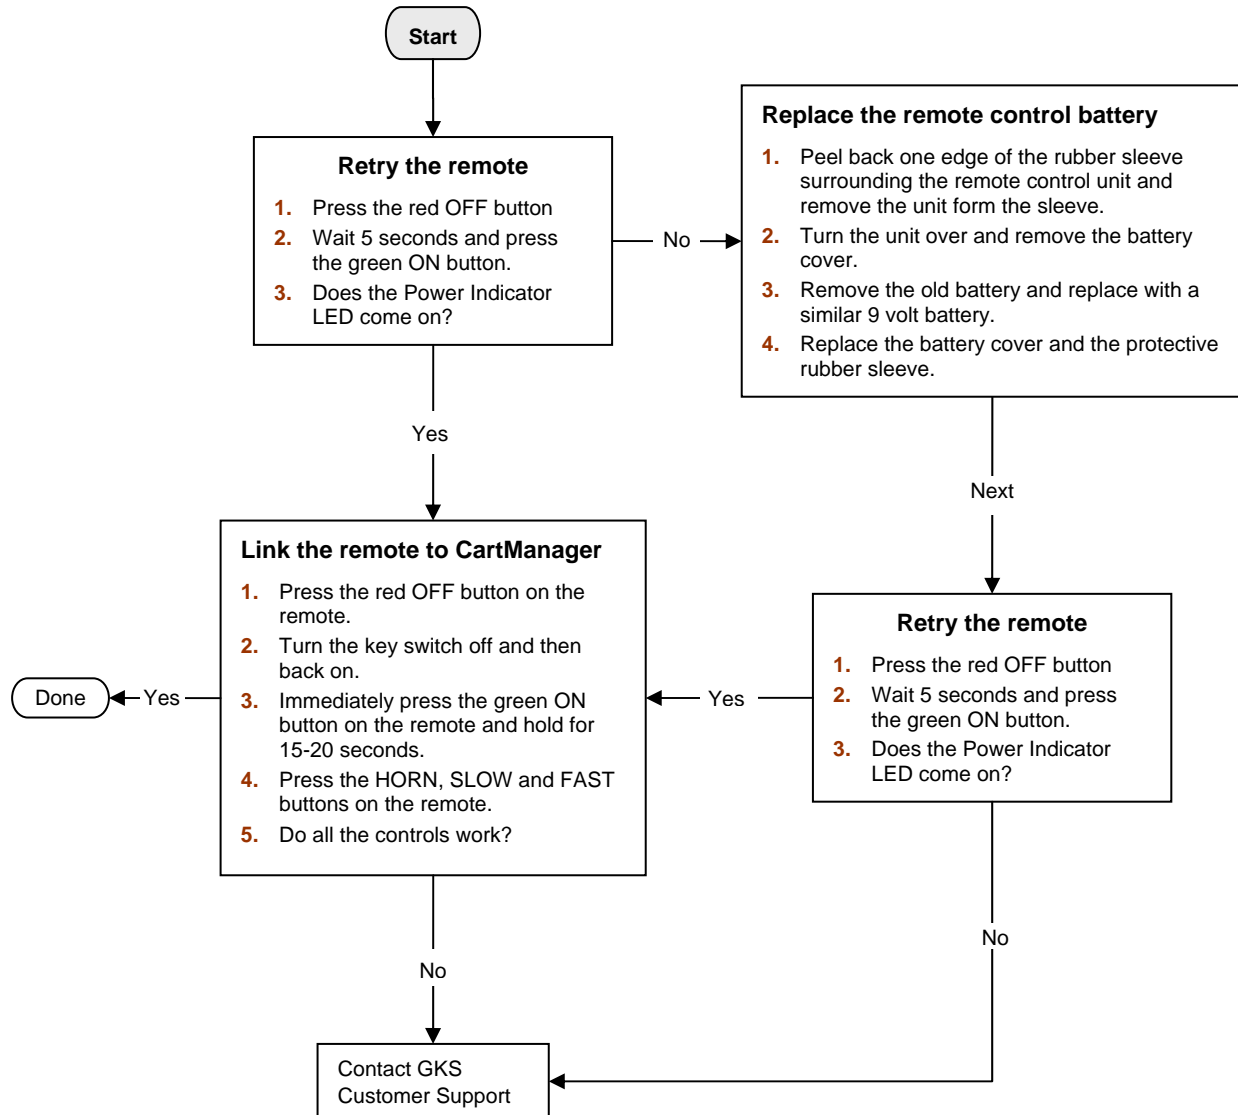 Start
Retry the remote
1. Press the red OFF button
2. Wait 5 seconds and press
the green ON button.
3. Does the Power Indicator
LED come on?
No
Replace the remote control battery
1. Peel back one edge of the rubber sleeve
surrounding the remote control unit and
remove the unit form the sleeve.
2. Turn the unit over and remove the battery
cover.
3. Remove the old battery and replace with a
similar 9 volt battery.
4. Replace the battery cover and the protective
rubber sleeve.
Yes
Next
Link the remote to CartManager
1. Press the red OFF button on the
remote.
2. Turn the key switch off and then
back on.
3. Immediately press the green ON
button on the remote and hold for
15-20 seconds.
4. Press the HORN, SLOW and FAST
buttons on the remote.
5. Do all the controls work?
Yes
Done
Yes
Retry the remote
1. Press the red OFF button
2. Wait 5 seconds and press
the green ON button.
3. Does the Power Indicator
LED come on?
No
No
Contact GKS
Customer Support